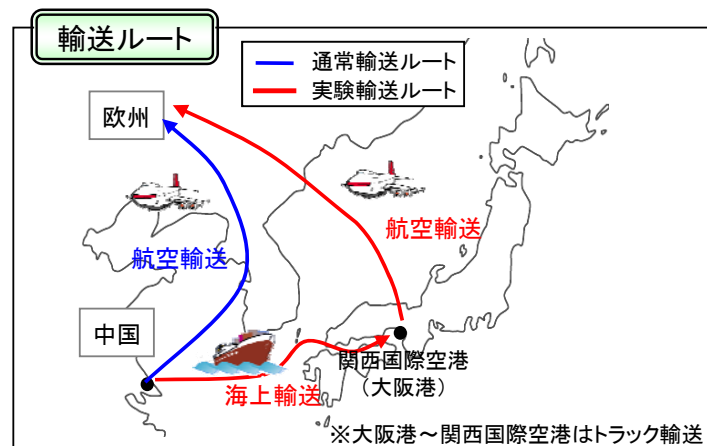 輸送ルート
通常輸送ルート
実験輸送ルート
欧州
航空輸送
航空輸送
中国
海上輸送
関西国際空港
（大阪港）
※大阪港～関西国際空港はトラック輸送